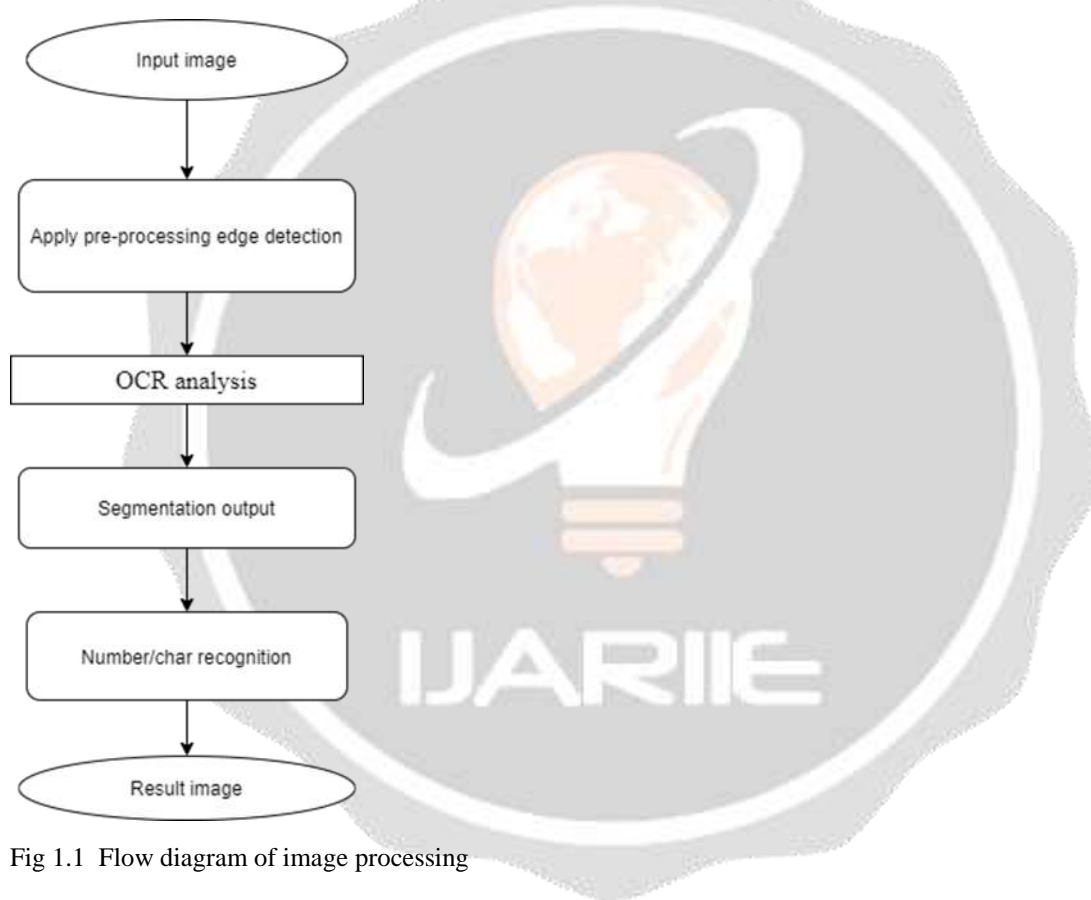 Input image
Apply pre-processing edge detection
OCR analysis
Segmentation output
Number/char recognition
IJARIIE
Result image
Fig 1.1 Flow diagram of image processing